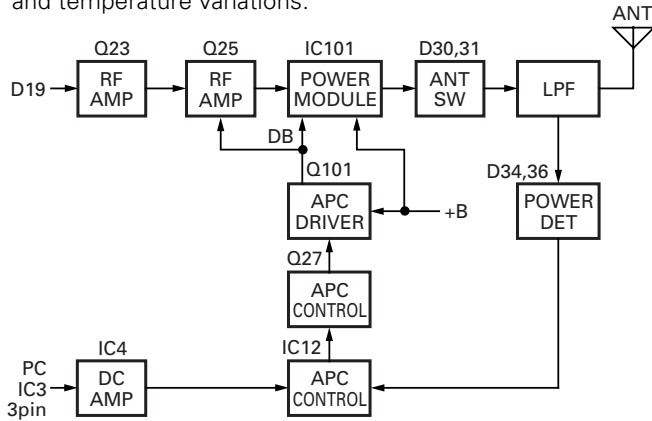 and temperature variations.
ANT
Q23
Q25
IC101
D30,31
D19
RF
AMP
RF
AMP
POWER
MODULE
ANT
SW
LPF
DB
Q101
D34,36
APC
DRIVER
+B
POWER
DET
Q27
APC
CONTROL
IC4
IC12
PC
IC3
3pin
DC
AMP
APC
CONTROL